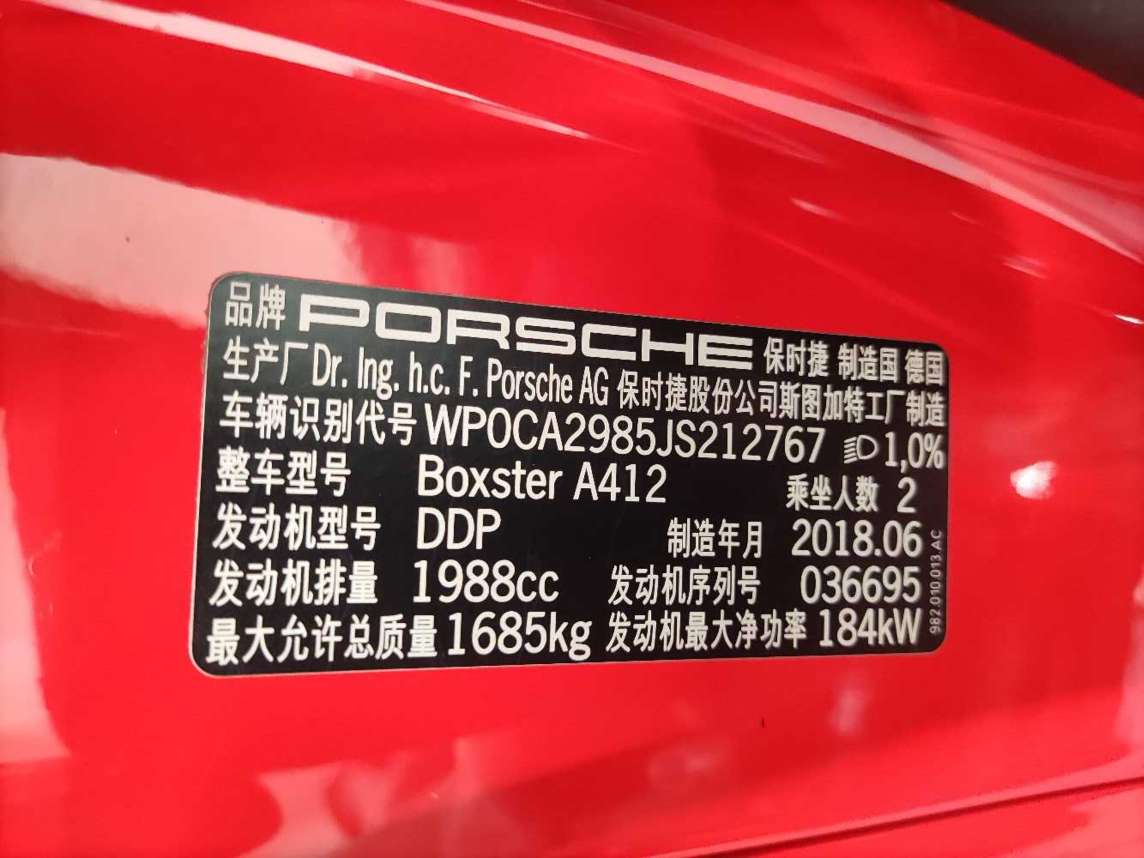 品牌 PORSCHE 保时捷 制造国 德国
生产厂 Dr. Ing. h.c. F. Porsche AG 保时捷股份公司斯图加特工厂制造
车辆识别代号 WP0CA2985JS212767 1,0%
整车型号 Boxster A412 乘坐人数 2
发动机型号 DDP 制造年月 2018.06
发动机排量 1988cc 发动机序列号 036695
最大允许总质量 1685kg 发动机最大净功率 184kW
982.010.013.AC